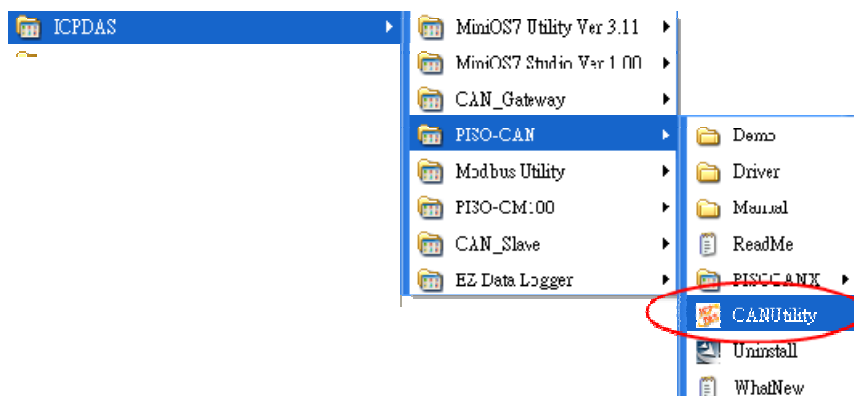 ICPDAS
MiniOS7 Utility Ver 3.11
MiniOS7 Studio Ver 1.00
CAN_Gateway
PISO-CAN
Modbus Utility
PISO-CM100
CAN_Slave
EZ Data Logger
Demo
Driver
Manual
ReadMe
PISOCANX
CANUtility
Uninstall
WhatNew